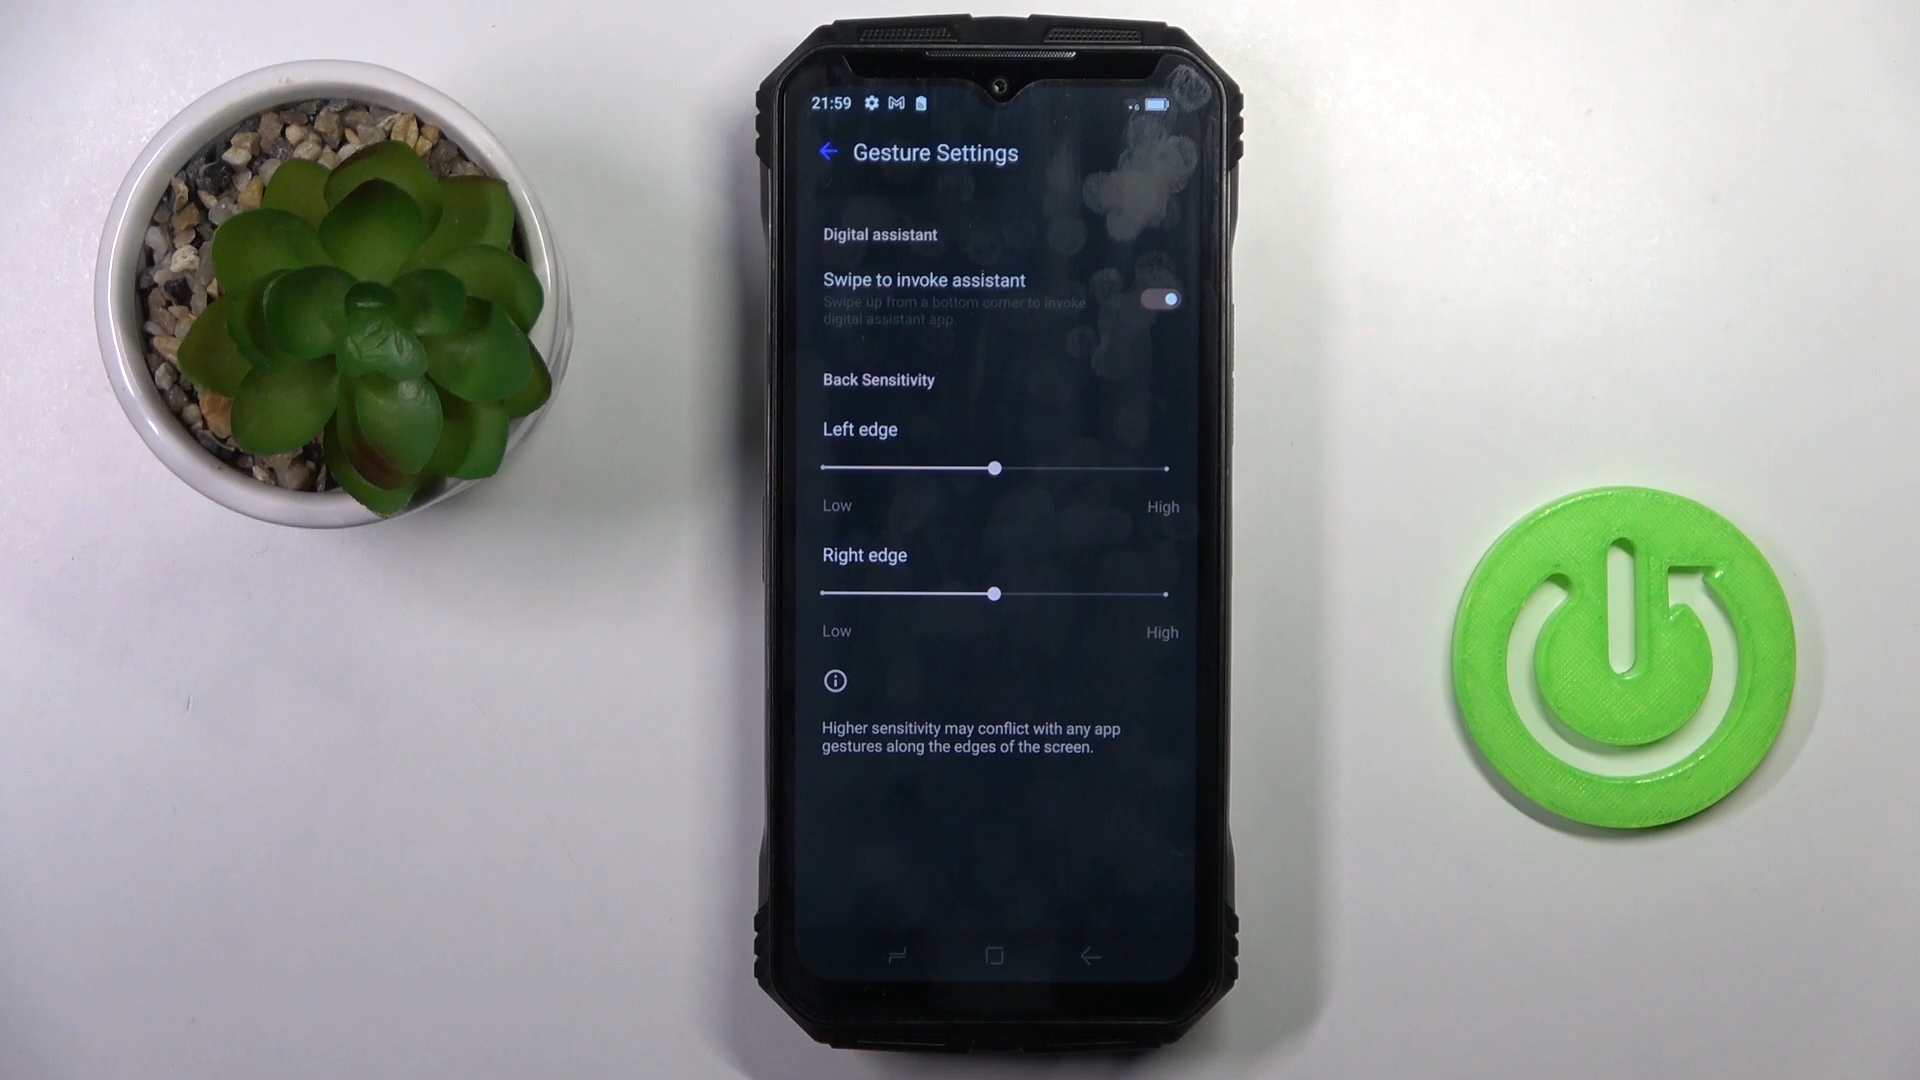 21:59
Gesture Settings
Digital assistant
Swipe to invoke assistant
Swipe up from a bottom corner to invoke
digital assistant app.
Back Sensitivity
Left edge
Low High
Right edge
Low High
Higher sensitivity may conflict with any app
gestures along the edges of the screen.